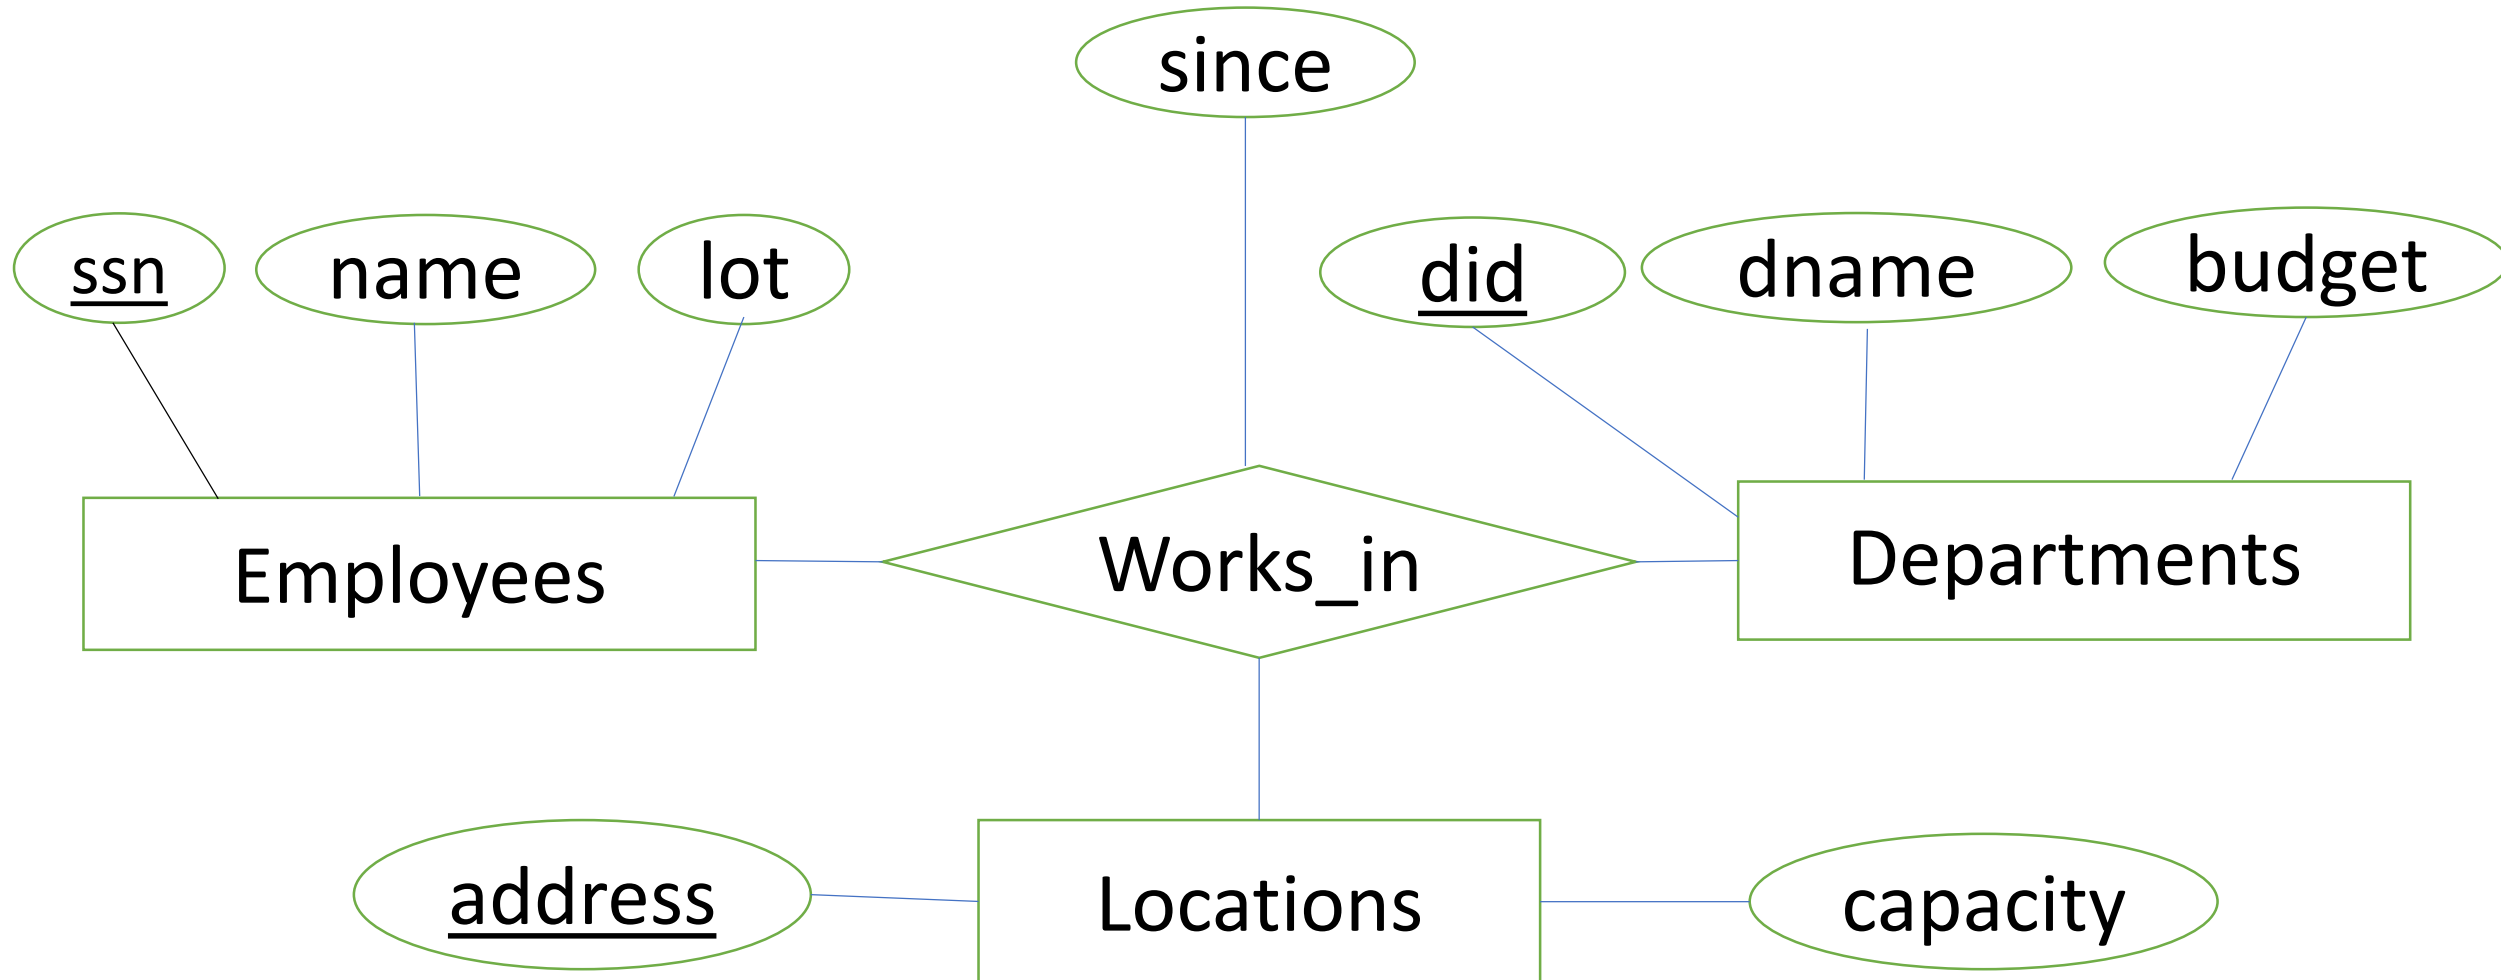 since
ssn
name
lot
did
dname
budget
Employees
Works_in
Departments
address
Locations
capacity